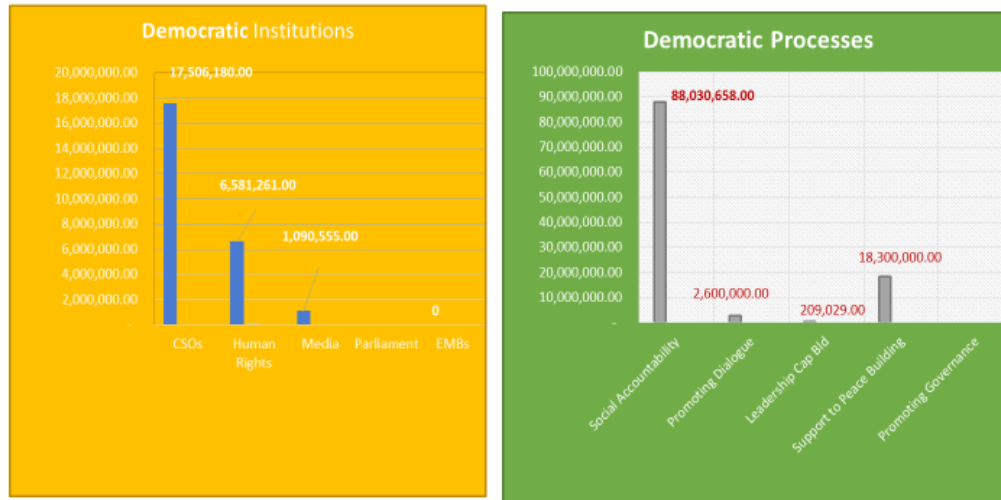 Democratic Institutions
20,000,000.00
18,000,000.00
16,000,000.00
14,000,000.00
12,000,000.00
10,000,000.00
8,000,000.00
6,000,000.00
4,000,000.00
2,000,000.00
-
17,506,180.00
6,581,261.00
1,090,555.00
0
CSOs
Human
Rights
Media
Parliament
EMBs
Democratic Processes
100,000,000.00
90,000,000.00
80,000,000.00
70,000,000.00
60,000,000.00
50,000,000.00
40,000,000.00
30,000,000.00
20,000,000.00
10,000,000.00
-
88,030,658.00
2,600,000.00
209,029.00
18,300,000.00
Social Accountability
Promoting Dialogue
Leadership Cap Bld
Support to Peace Building
Promoting Governance